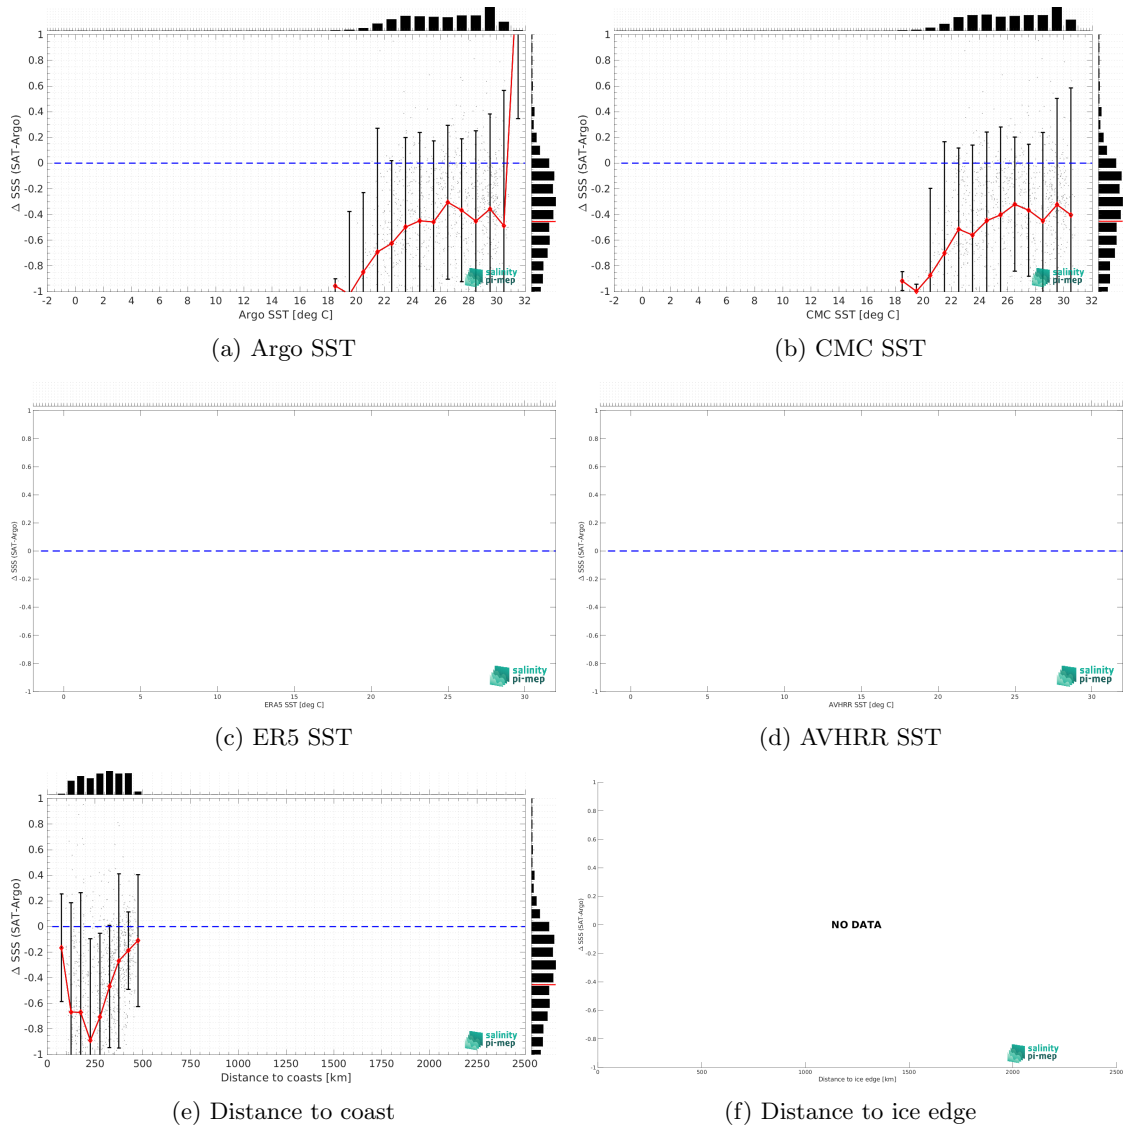 1
0.8
0.6
0.4
0.2
0
-0.2
-0.4
-0.6
-0.8
-1
Δ SSS (SAT-Argo)
-2 0 2 4 6 8 10 12 14 16 18 20 22 24 26 28 30 32
Argo SST [deg C]
salinity
pi-mep
(a) Argo SST
1
0.8
0.6
0.4
0.2
0
-0.2
-0.4
-0.6
-0.8
-1
Δ SSS (SAT-Argo)
-2 0 2 4 6 8 10 12 14 16 18 20 22 24 26 28 30 32
CMC SST [deg C]
salinity
pi-mep
(b) CMC SST
1
0.8
0.6
0.4
0.2
0
-0.2
-0.4
-0.6
-0.8
-1
Δ SSS (SAT-Argo)
0 5 10 15 20 25 30
ERA5 SST [deg C]
salinity
pi-mep
(c) ER5 SST
1
0.8
0.6
0.4
0.2
0
-0.2
-0.4
-0.6
-0.8
-1
Δ SSS (SAT-Argo)
0 5 10 15 20 25 30
AVHRR SST [deg C]
salinity
pi-mep
(d) AVHRR SST
1
0.8
0.6
0.4
0.2
0
-0.2
-0.4
-0.6
-0.8
-1
Δ SSS (SAT-Argo)
0 250 500 750 1000 1250 1500 1750 2000 2250 2500
Distance to coasts [km]
salinity
pi-mep
(e) Distance to coast
1
0.8
0.6
0.4
0.2
0
-0.2
-0.4
-0.6
-0.8
-1
Δ SSS (SAT-Argo)
NO DATA
0 500 1000 1500 2000 2500
Distance to ice edge [km]
salinity
pi-mep
(f) Distance to ice edge